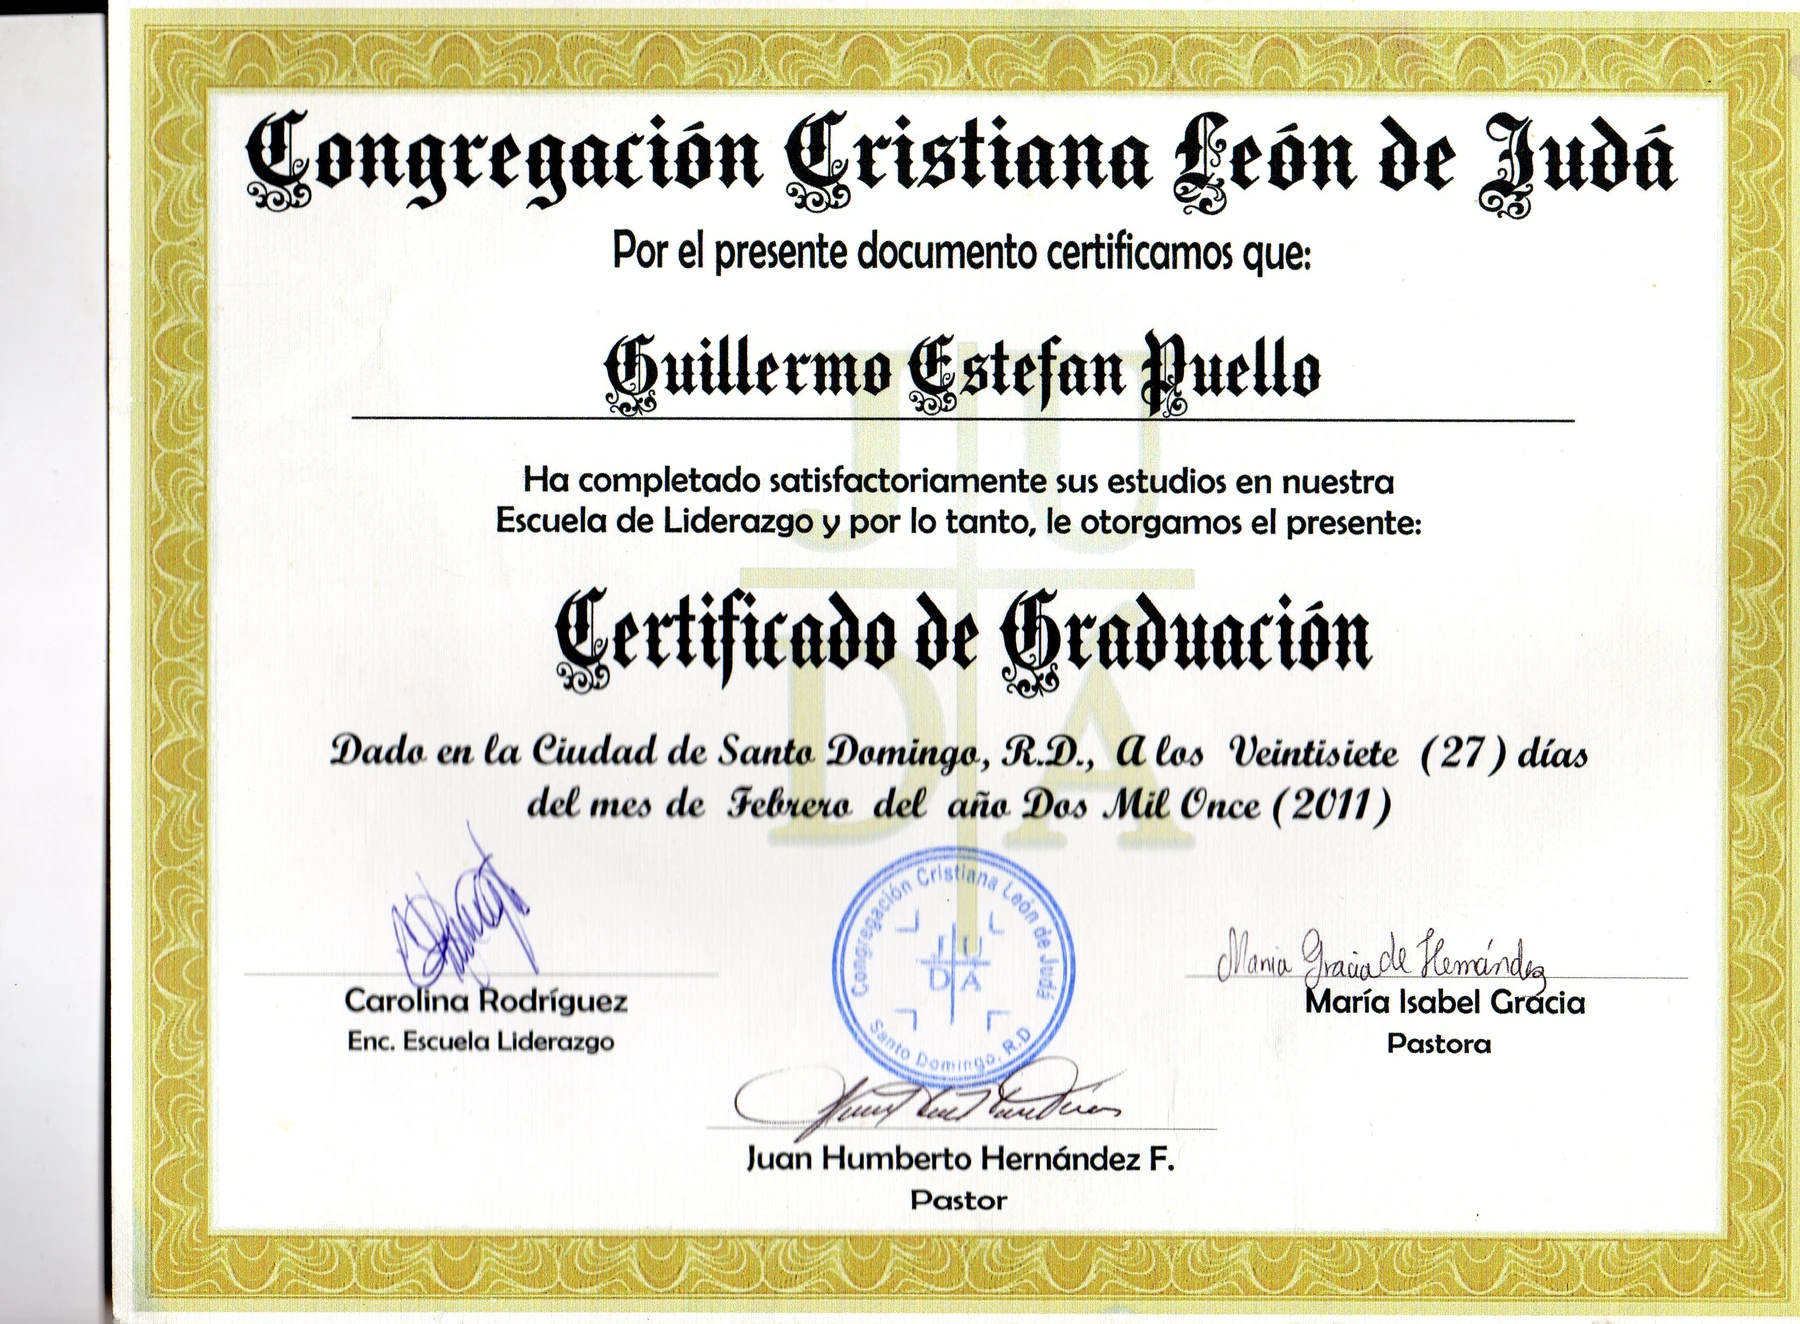 Congregación Cristiana León de Judá
Por el presente documento certificamos que:
Guillermo Estefan Puello
Ha completado satisfactoriamente sus estudios en nuestra
Escuela de Liderazgo y por lo tanto, le otorgamos el presente:
Certificado de Graduación
Dado en la Ciudad de Santo Domingo, R.D., A los Veintisiete (27) días
del mes de Febrero del año Dos Mil Once (2011)
JU
DA
Congregación Cristiana León de Judá
JU
DA
Santo Domingo, R.D
Maria Gracia de Hernández
Carolina Rodríguez
Enc. Escuela Liderazgo
María Isabel Gracia
Pastora
Juan Humberto Hernández F.
Pastor